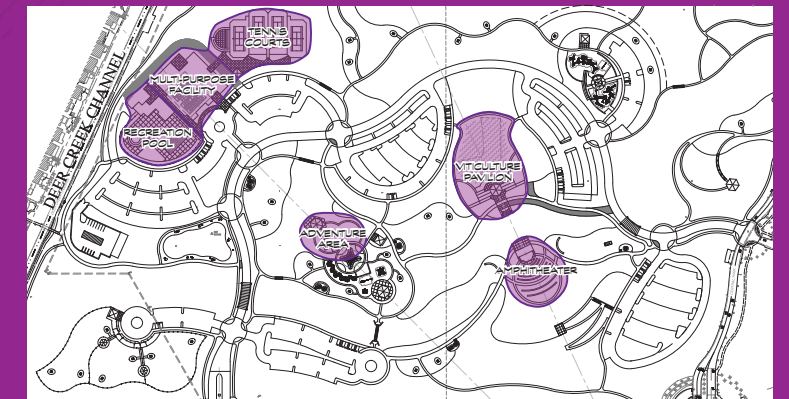 TENNIS
COURTS
MULTI-PURPOSE
FACILITY
RECREATION
POOL
DEER CREEK CHANNEL
VITICULTURE
PAVILION
ADVENTURE
AREA
AMPHITHEATER